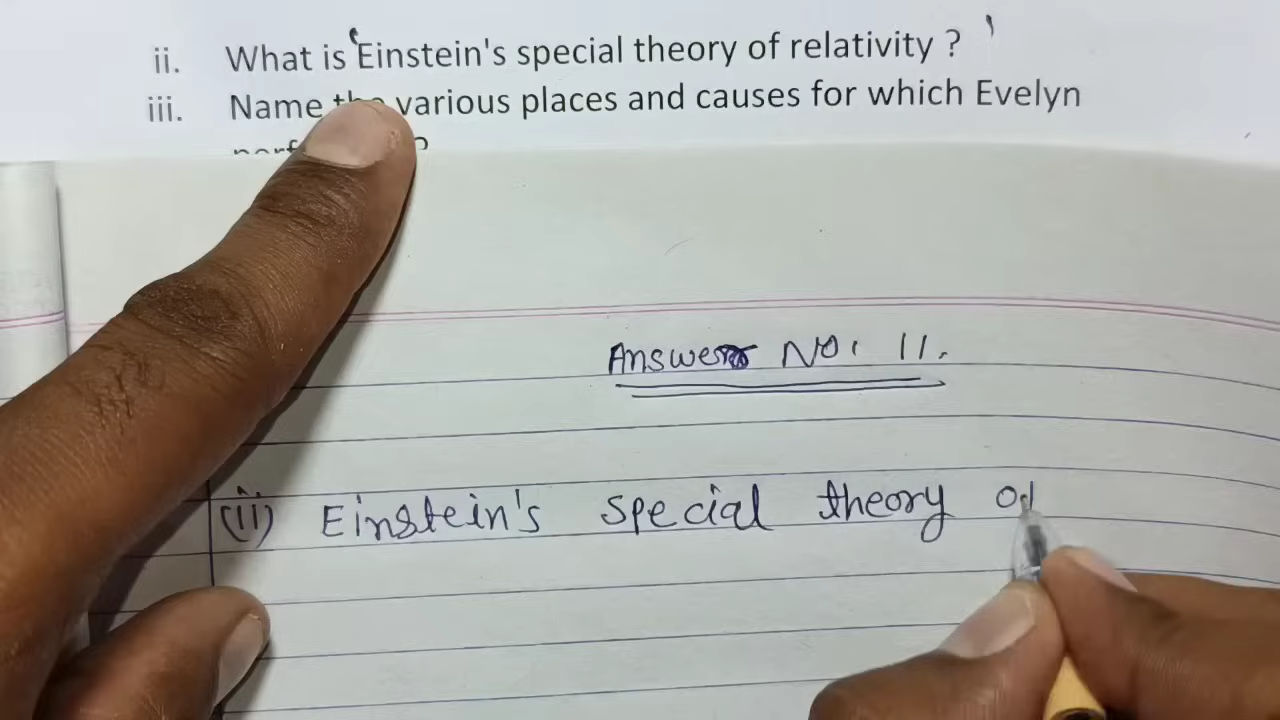 ii. What is 'Einstein's special theory of relativity ? '
iii. Name the various places and causes for which Evelyn
Answer No. 11.
(ii) Einstein's special theory of